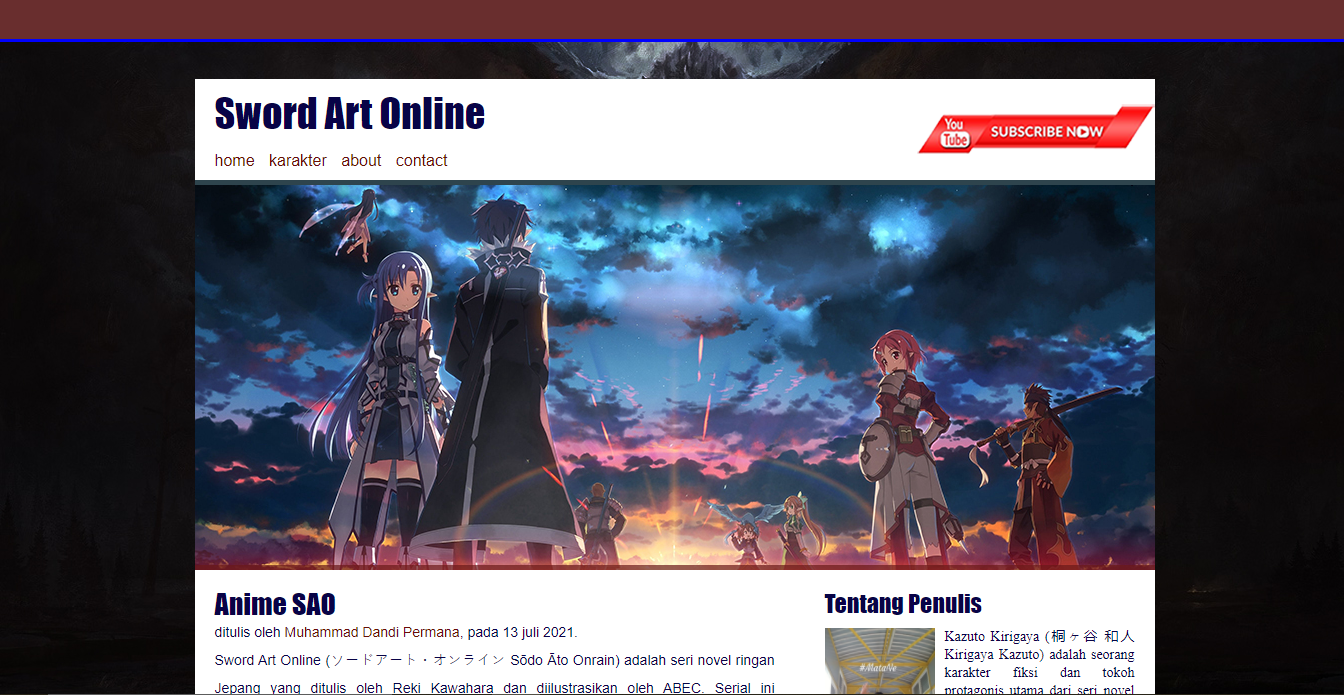 Sword Art Online
You
Tube
SUBSCRIBE NOW
home karakter about contact
Anime SAO
ditulis oleh Muhammad Dandi Permana, pada 13 juli 2021.
Sword Art Online (ソードアート・オンライン Sōdo Āto Onrain) adalah seri novel ringan
Jepang yang ditulis oleh Reki Kawahara dan diilustrasikan oleh ABEC. Serial ini
Tentang Penulis
#MataNe
Kazuto Kirigaya (桐ヶ谷 和人
Kirigaya Kazuto) adalah seorang
karakter fiksi dan tokoh
protagonis utama dari seri novel